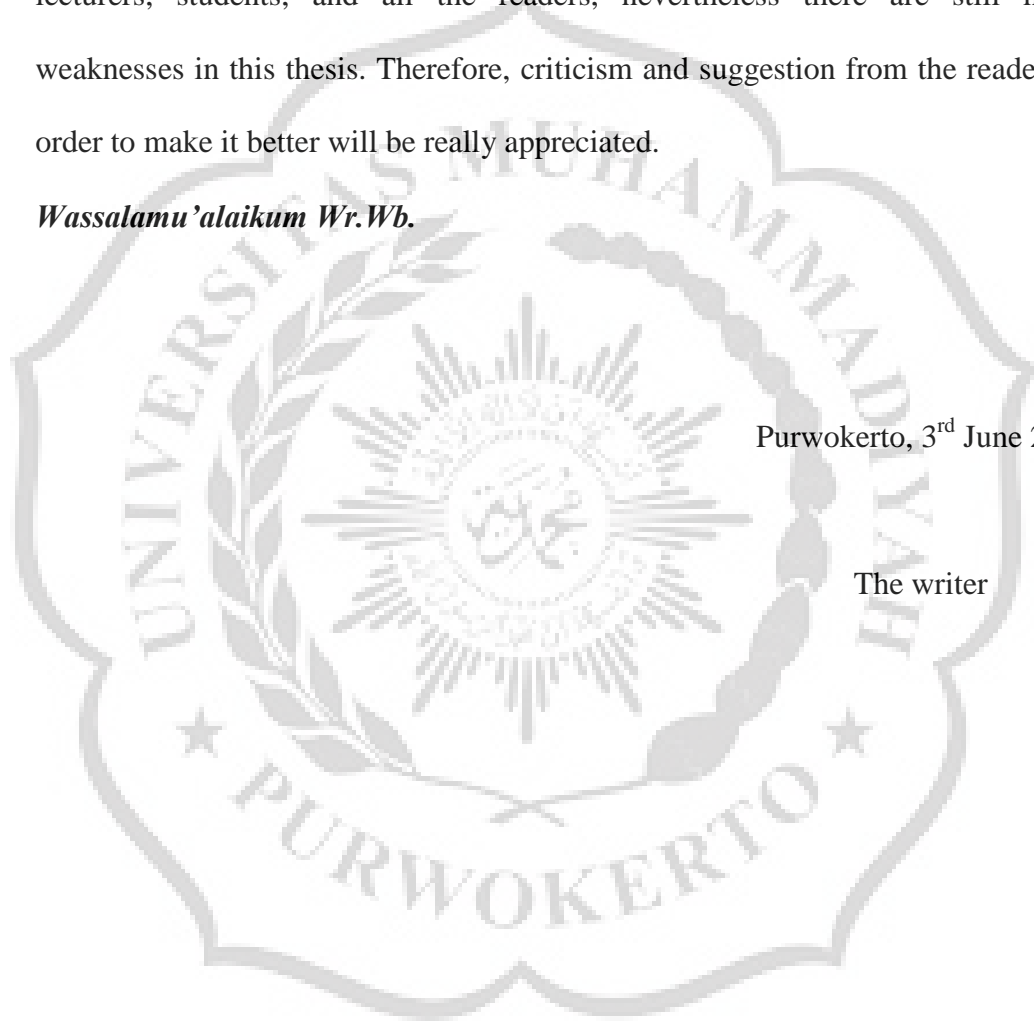 lecturers, students, and all the readers, nevertheless there are still
weaknesses in this thesis. Therefore, criticism and suggestion from the reade
order to make it better will be really appreciated.
Wassalamu’alaikum Wr.Wb.
UNIVERSITAS MUHAMMADIYAH
Purwokerto, 3rd June
The writer
★ PURWOKERTO ★